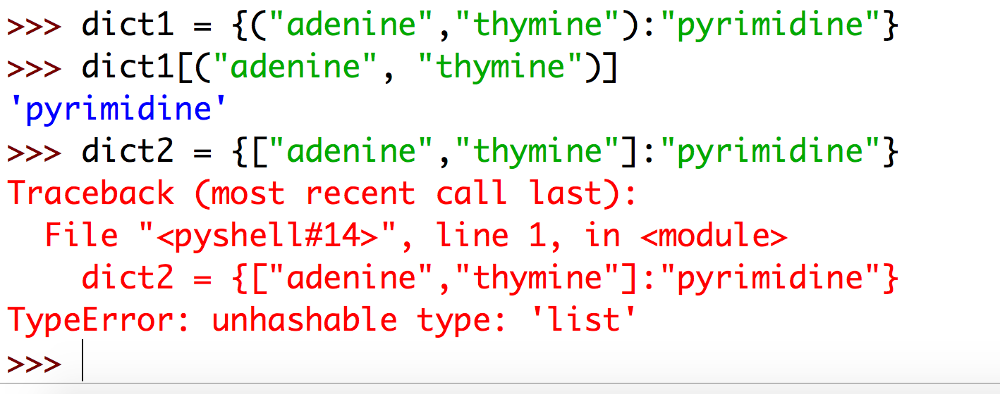 >>> dict1 = {("adenine","thymine"):"pyrimidine"}
>>> dict1[("adenine", "thymine")]
'pyrimidine'
>>> dict2 = {["adenine","thymine"]:"pyrimidine"}
Traceback (most recent call last):
  File "<pyshell#14>", line 1, in <module>
    dict2 = {["adenine","thymine"]:"pyrimidine"}
TypeError: unhashable type: 'list'
>>>